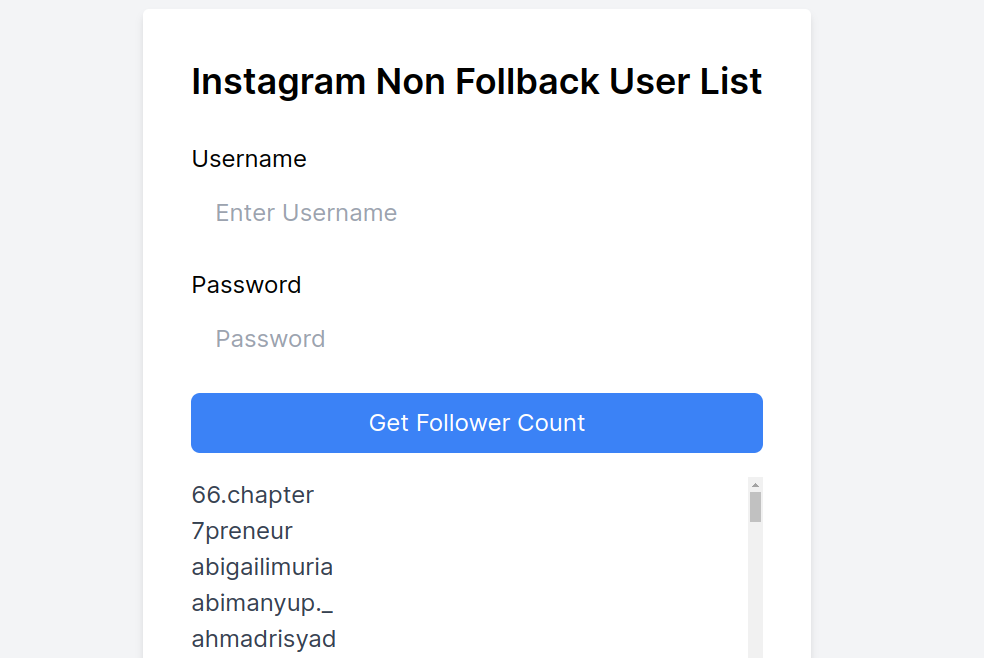 Instagram Non Follback User List
Username
Enter Username
Password
Password
Get Follower Count
66.chapter
7preneur
abigailimuria
abimanyup._
ahmadrisyad